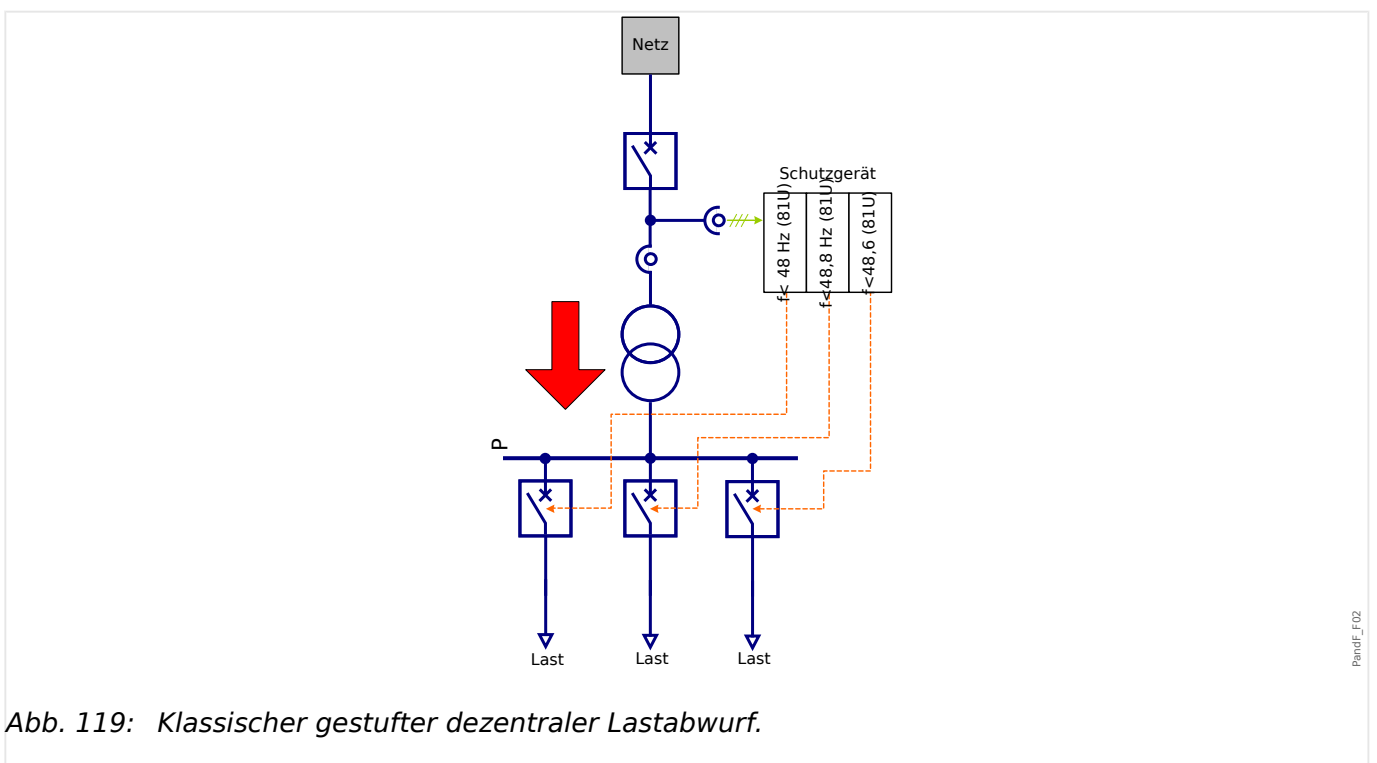 Netz
Schutzgerät
f< 48 Hz (81U)
f<48,8 Hz (81U)
f<48,6 (81U)
P
Last
Last
Last
PandF_F02
Abb. 119: Klassischer gestufter dezentraler Lastabwurf.